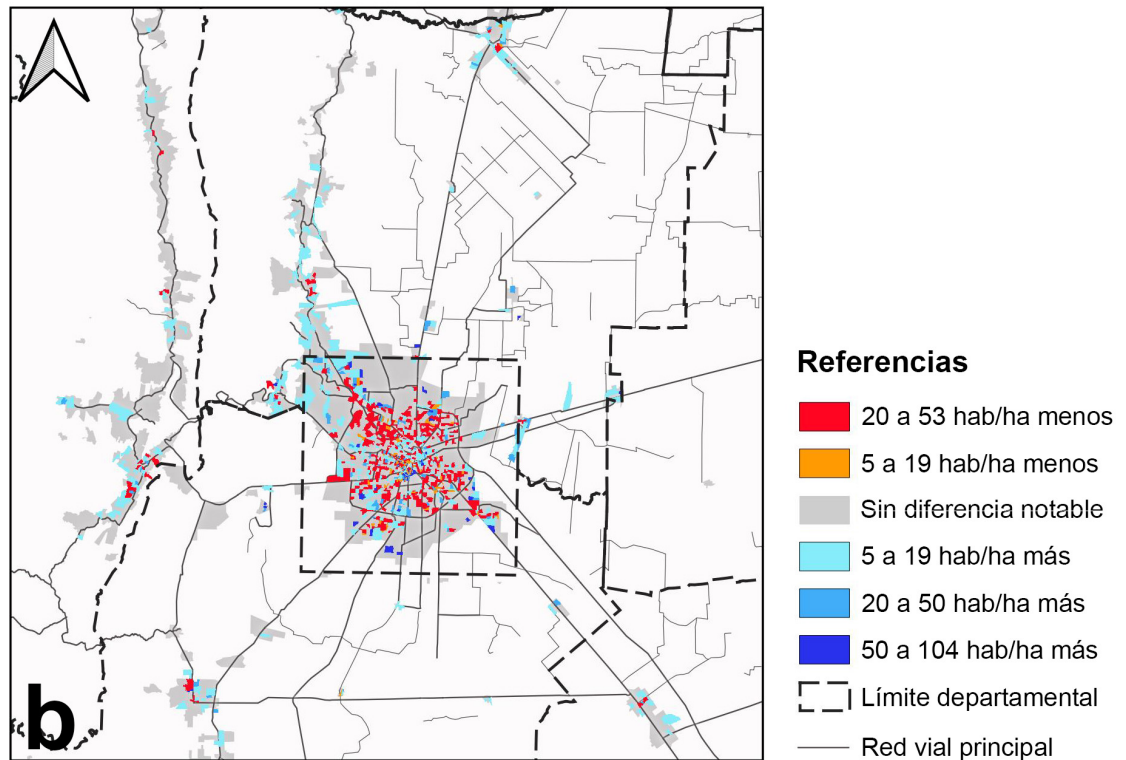 b
Referencias
20 a 53 hab/ha menos
5 a 19 hab/ha menos
Sin diferencia notable
5 a 19 hab/ha más
20 a 50 hab/ha más
50 a 104 hab/ha más
Límite departamental
Red vial principal